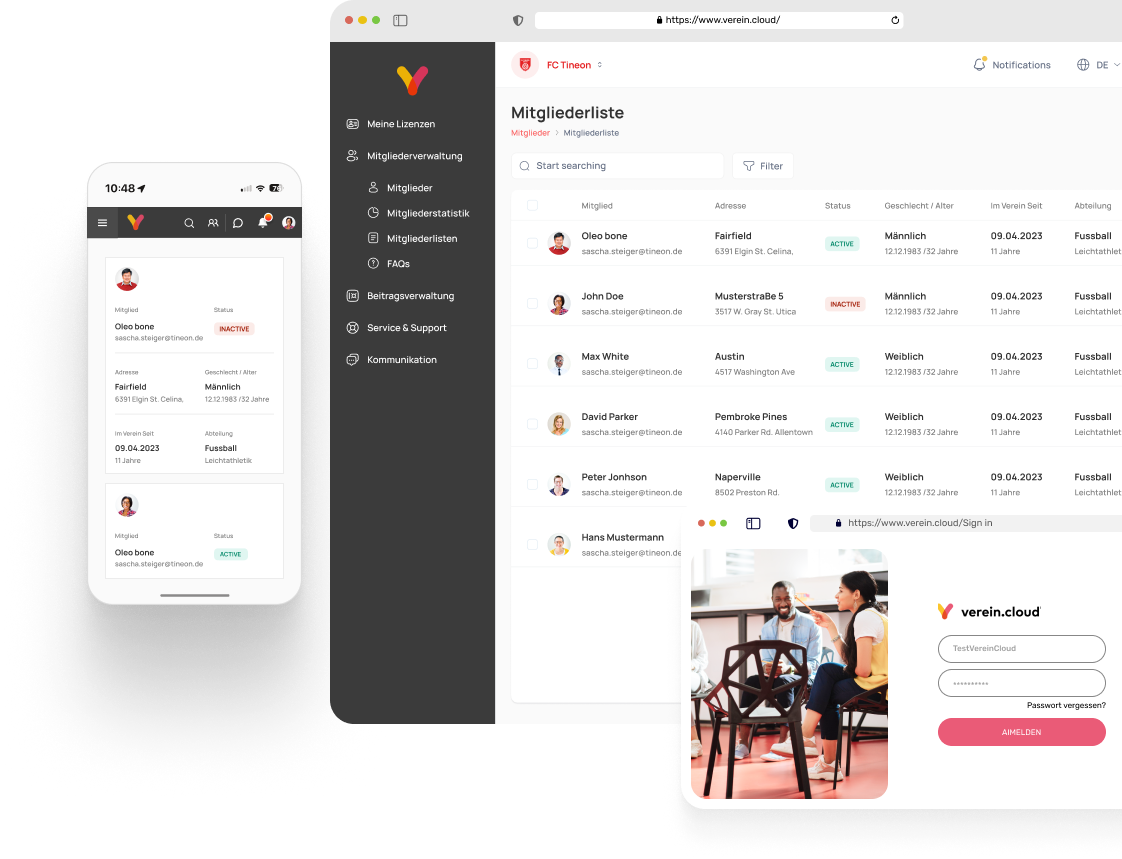 10:48
76
Mitglied
Status
Oleo bone
INACTIVE
sascha.steiger@tineon.de
Adresse
Geschlecht / Alter
Fairfield
Männlich
6391 Elgin St. Celina,
12.12.1983 /32 Jahre
Im Verein Seit
Abteilung
09.04.2023
Fussball
11 Jahre
Leichtathletik
Mitglied
Status
Oleo bone
ACTIVE
sascha.steiger@tineon.de
https://www.verein.cloud/
Meine Lizenzen
Mitgliederverwaltung
Mitglieder
Mitgliederstatistik
Mitgliederlisten
FAQs
Beitragsverwaltung
Service & Support
Kommunikation
FC Tineon
Notifications
DE
Mitgliederliste
Mitglieder > Mitgliederliste
Start searching
Filter
Mitglied Adresse Status Geschlecht / Alter Im Verein Seit Abteilung
Oleo bone Fairfield ACTIVE Männlich 09.04.2023 Fussball
sascha.steiger@tineon.de 6391 Elgin St. Celina, 12.12.1983 /32 Jahre 11 Jahre Leichtathlet
John Doe MusterstraBe 5 INACTIVE Männlich 09.04.2023 Fussball
sascha.steiger@tineon.de 3517 W. Gray St. Utica 12.12.1983 /32 Jahre 11 Jahre Leichtathlet
Max White Austin ACTIVE Weiblich 09.04.2023 Fussball
sascha.steiger@tineon.de 4517 Washington Ave 12.12.1983 /32 Jahre 11 Jahre Leichtathlet
David Parker Pembroke Pines ACTIVE Weiblich 09.04.2023 Fussball
sascha.steiger@tineon.de 4140 Parker Rd. Allentown 12.12.1983 /32 Jahre 11 Jahre Leichtathlet
Peter Jonhson Naperville ACTIVE Weiblich 09.04.2023 Fussball
sascha.steiger@tineon.de 8502 Preston Rd. 12.12.1983 /32 Jahre 11 Jahre Leichtathlet
Hans Mustermann
sascha.steiger@tineon.de
https://www.verein.cloud/Sign in
verein.cloud
TestVereinCloud
**********
Passwort vergessen?
AIMELDEN